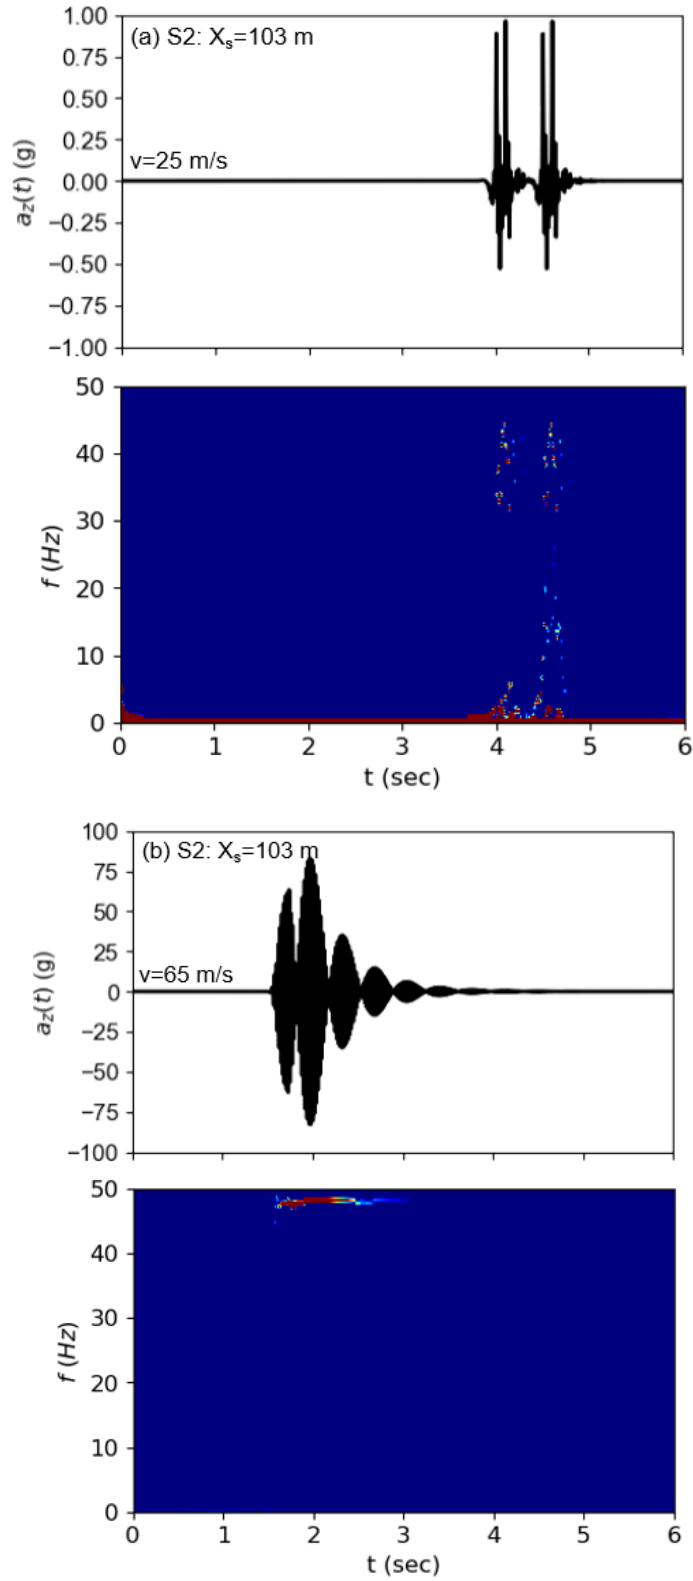 1.00
(a) S2: Xₛ=103 m
0.75
0.50
0.25
v=25 m/s
0.00
−0.25
−0.50
−0.75
−1.00
a_z(t) (g)
50
40
30
20
10
0
f (Hz)
0 1 2 3 4 5 6
t (sec)
100
(b) S2: Xₛ=103 m
75
50
25
v=65 m/s
0
−25
−50
−75
−100
a_z(t) (g)
50
40
30
20
10
0
f (Hz)
0 1 2 3 4 5 6
t (sec)